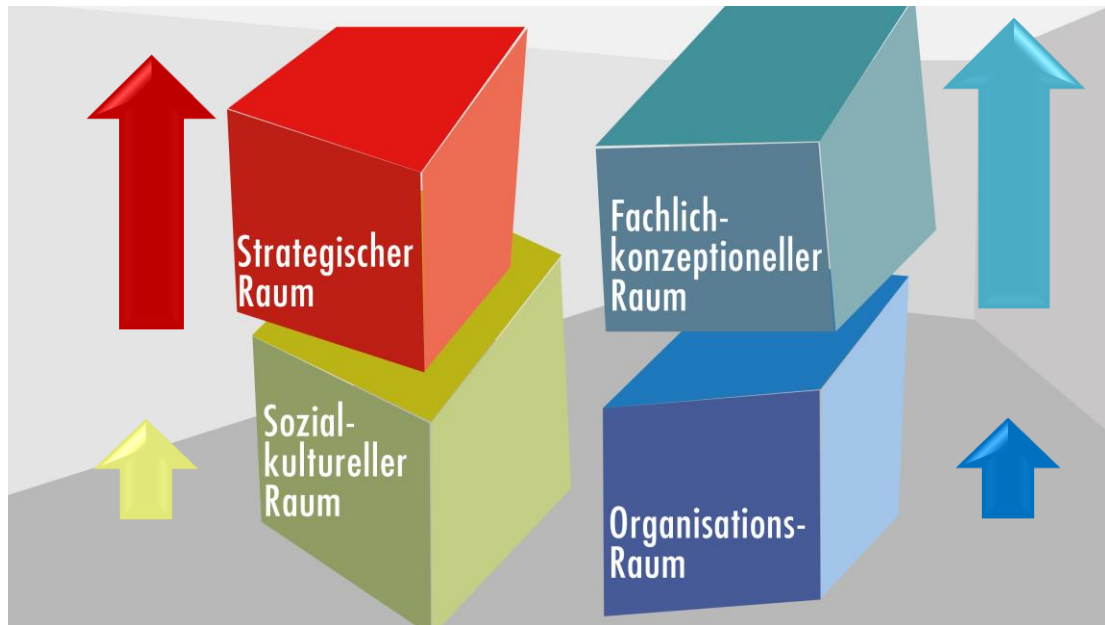 Strategischer
Raum
Fachlich-
konzeptioneller
Raum
Sozial-
kultureller
Raum
Organisations-
Raum